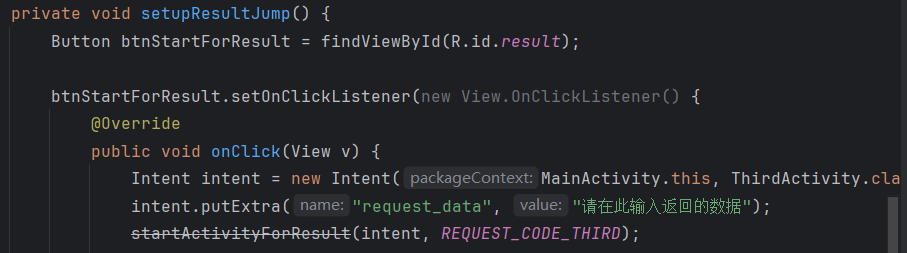 private void setupResultJump() {
Button btnStartForResult = findViewById(R.id.result);
btnStartForResult.setOnClickListener(new View.OnClickListener() {
@Override
public void onClick(View v) {
Intent intent = new Intent( packageContext: MainActivity.this, ThirdActivity.cla
intent.putExtra( name: "request_data", value: "请在此输入返回的数据");
startActivityForResult(intent, REQUEST_CODE_THIRD);